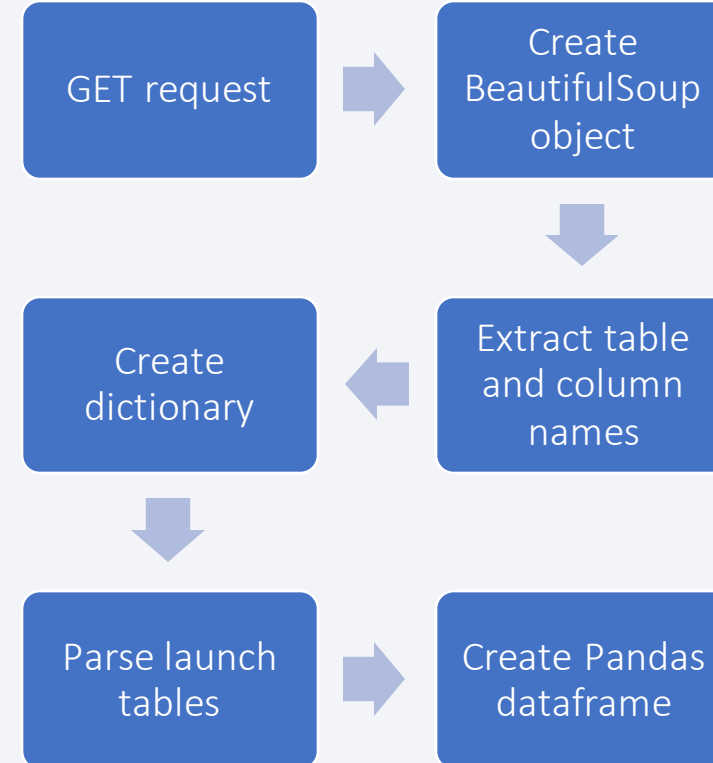 GET request
Create
BeautifulSoup
object
Extract table
and column
names
Create
dictionary
Parse launch
tables
Create Pandas
dataframe